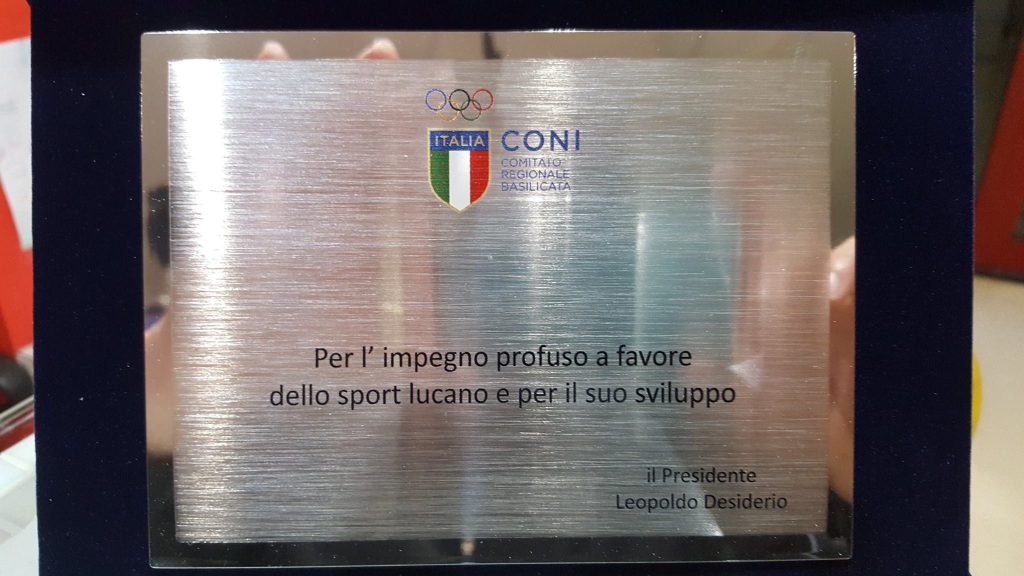 ITALIA
CONI
COMITATO
REGIONALE
BASILICATA
Per l' impegno profuso a favore
dello sport lucano e per il suo sviluppo
il Presidente
Leopoldo Desiderio